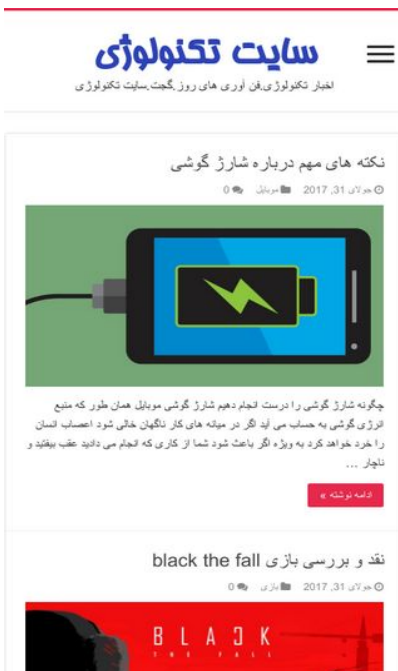 سایت تکنولوژی
اخبار تکنولوژی.فن آوری های روز.گجت.سایت تکنولوژی
نکته های مهم درباره شارژ گوشی
جولای 31, 2017 موبایل 0
چگونه شارژ گوشی را درست انجام دهیم شارژ گوشی موبایل همان طور که منبع
انرژی گوشی به حساب می آید اگر در میانه های کار ناگهان خالی شود اعصاب انسان
را خرد خواهد کرد به ویژه اگر باعث شود شما از کاری که انجام می دادید عقب بیفتید و
ناچار ...
ادامه نوشته »
نقد و بررسی بازی black the fall
جولای 31, 2017 بازی 0
BLACK
THE FALL